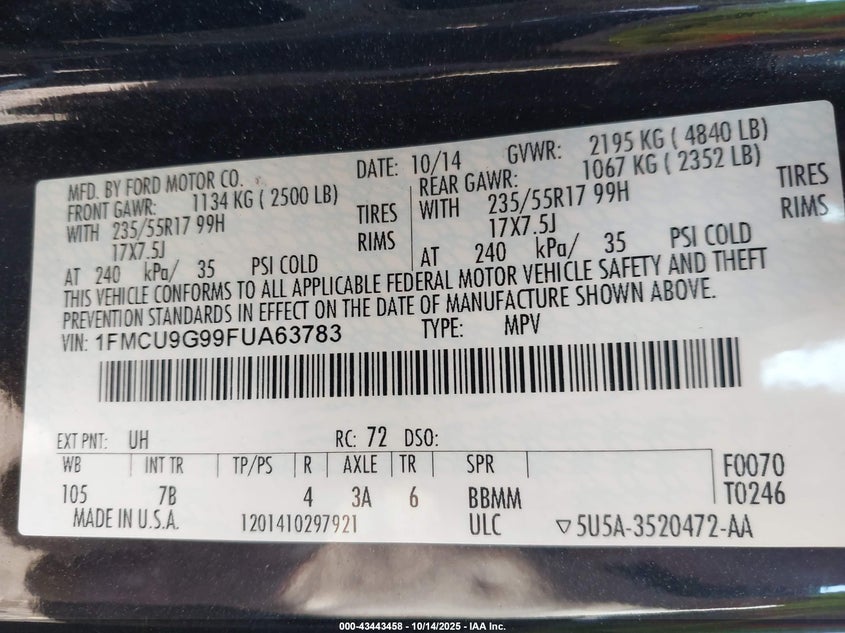 MFD. BY FORD MOTOR CO. DATE: 10/14 GVWR: 2195 KG ( 4840 LB)
FRONT GAWR: 1134 KG ( 2500 LB) REAR GAWR: 1067 KG ( 2352 LB)
WITH 235/55R17 99H TIRES WITH 235/55R17 99H TIRES
17X7.5J RIMS 17X7.5J RIMS
AT 240 kPa/ 35 PSI COLD AT 240 kPa/ 35 PSI COLD
THIS VEHICLE CONFORMS TO ALL APPLICABLE FEDERAL MOTOR VEHICLE SAFETY AND THEFT
PREVENTION STANDARDS IN EFFECT ON THE DATE OF MANUFACTURE SHOWN ABOVE.
VIN: 1FMCU9G99FUA63783 TYPE: MPV
EXT PNT: UH RC: 72 DSO:
WB INT TR TP/PS R AXLE TR SPR F0070
105 7B 4 3A 6 BBMM T0246
MADE IN U.S.A. 1201410297921 ULC ▽5U5A-3520472-AA
000-43443458 - 10/14/2025 - IAA Inc.